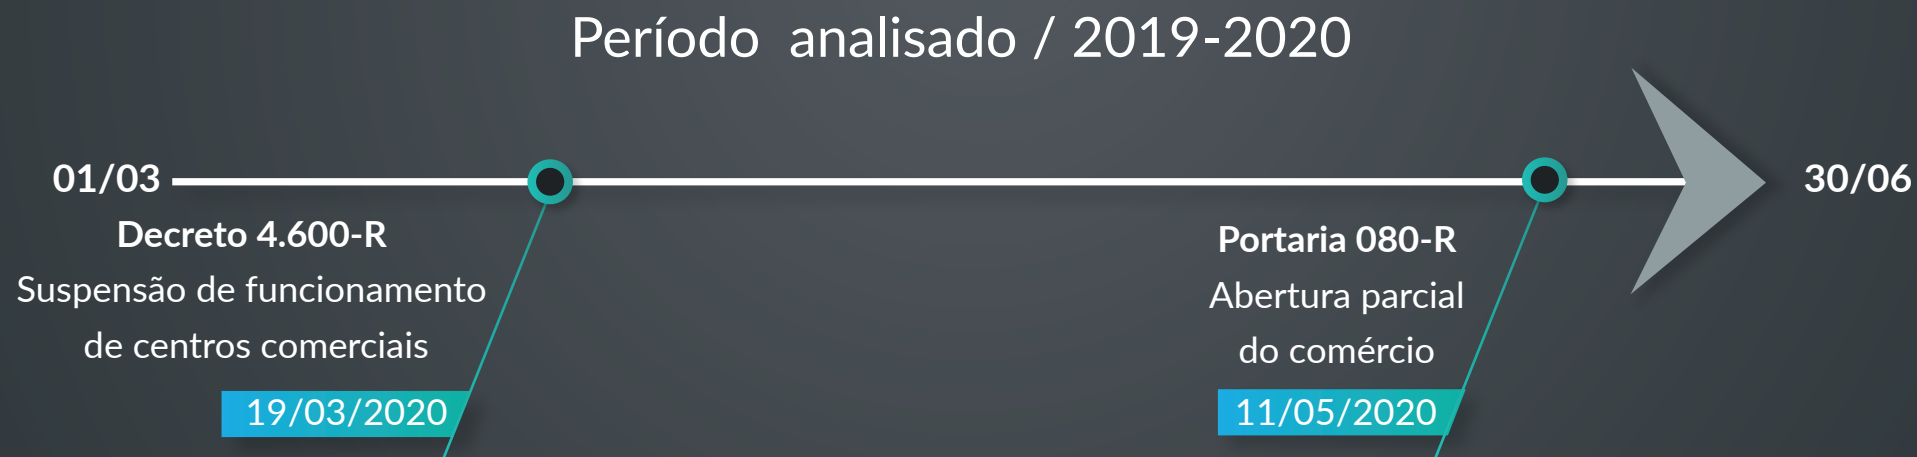 Período analisado / 2019-2020
01/03
30/06
Decreto 4.600-R
Suspensão de funcionamento
de centros comerciais
19/03/2020
Portaria 080-R
Abertura parcial
do comércio
11/05/2020